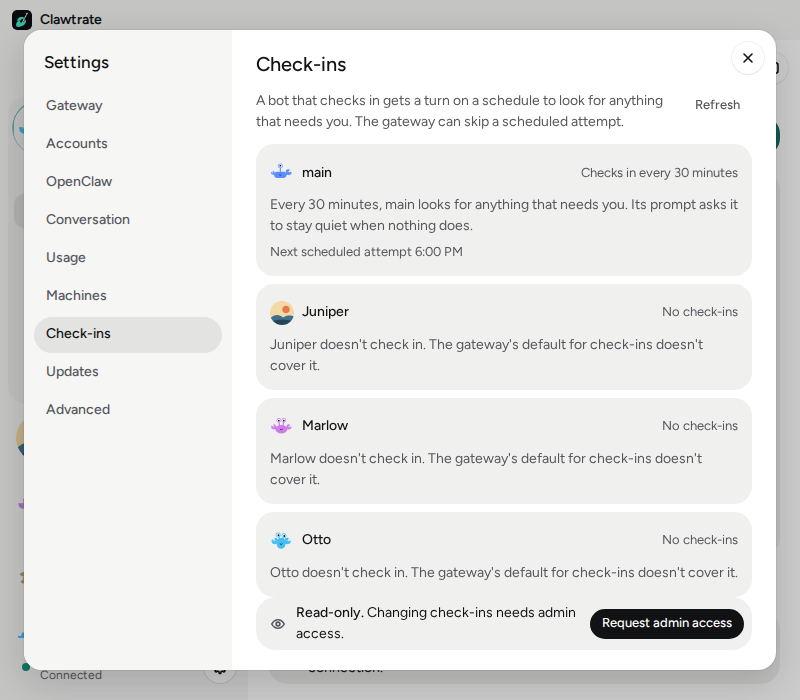 Clawtrate
Settings
Gateway
Accounts
OpenClaw
Conversation
Usage
Machines
Check-ins
Updates
Advanced
Check-ins
A bot that checks in gets a turn on a schedule to look for anything
that needs you. The gateway can skip a scheduled attempt.
Refresh
main
Checks in every 30 minutes
Every 30 minutes, main looks for anything that needs you. Its prompt asks it
to stay quiet when nothing does.
Next scheduled attempt 6:00 PM
Juniper
No check-ins
Juniper doesn't check in. The gateway's default for check-ins doesn't
cover it.
Marlow
No check-ins
Marlow doesn't check in. The gateway's default for check-ins doesn't
cover it.
Otto
No check-ins
Otto doesn't check in. The gateway's default for check-ins doesn't cover it.
Read-only. Changing check-ins needs admin
access.
Request admin access
Connected
connection.